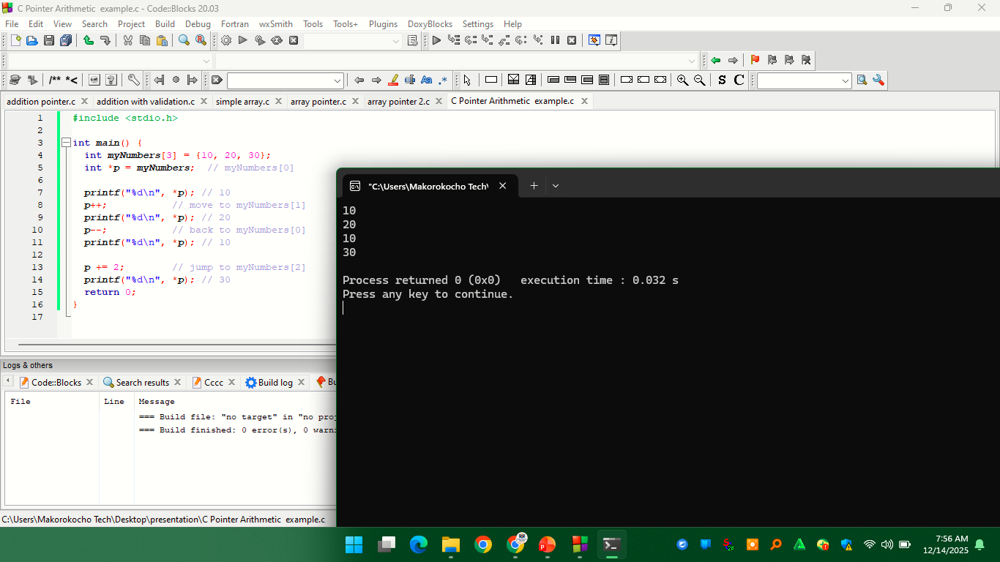 C Pointer Arithmetic  example.c - Code::Blocks 20.03
File Edit View Search Project Build Debug Fortran wxSmith Tools Tools+ Plugins DoxyBlocks Settings Help
/** *<
Aa .*
S C
addition pointer.c addition with validation.c simple array.c array pointer.c array pointer 2.c C Pointer Arithmetic  example.c
1 #include <stdio.h>
2
3 int main() {
4 int myNumbers[3] = {10, 20, 30};
5 int *p = myNumbers;  // myNumbers[0]
6
7 printf("%d\n", *p); // 10
8 p++;           // move to myNumbers[1]
9 printf("%d\n", *p); // 20
10 p--;           // back to myNumbers[0]
11 printf("%d\n", *p); // 10
12
13 p += 2;        // jump to myNumbers[2]
14 printf("%d\n", *p); // 30
15 return 0;
16 }
17
"C:\Users\Makorokocho Tech\
10
20
10
30
Process returned 0 (0x0)   execution time : 0.032 s
Press any key to continue.
Logs & others
Code::Blocks Search results Cccc Build log Bu
File Line Message
=== Build file: "no target" in "no proj
=== Build finished: 0 error(s), 0 warni
C:\Users\Makorokocho Tech\Desktop\presentation\C Pointer Arithmetic  example.c
7:56 AM
12/14/2025